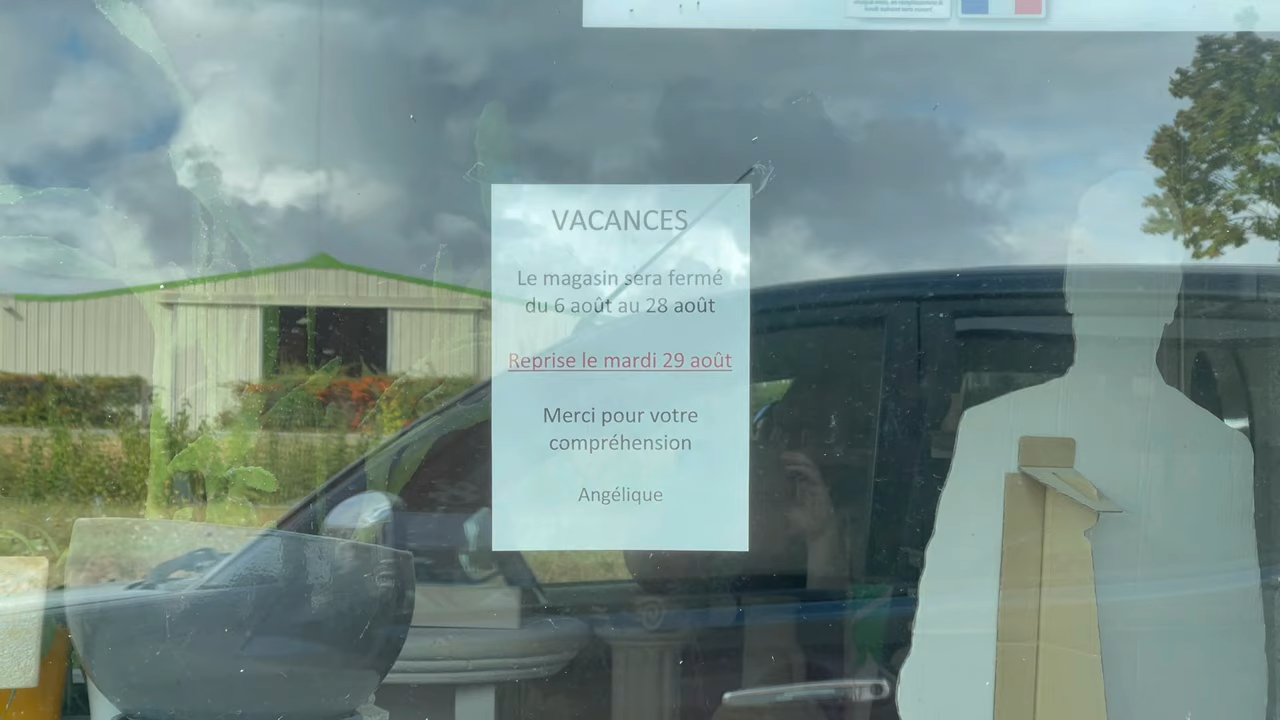 VACANCES
Le magasin sera fermé
du 6 août au 28 août
Reprise le mardi 29 août
Merci pour votre
compréhension
Angélique